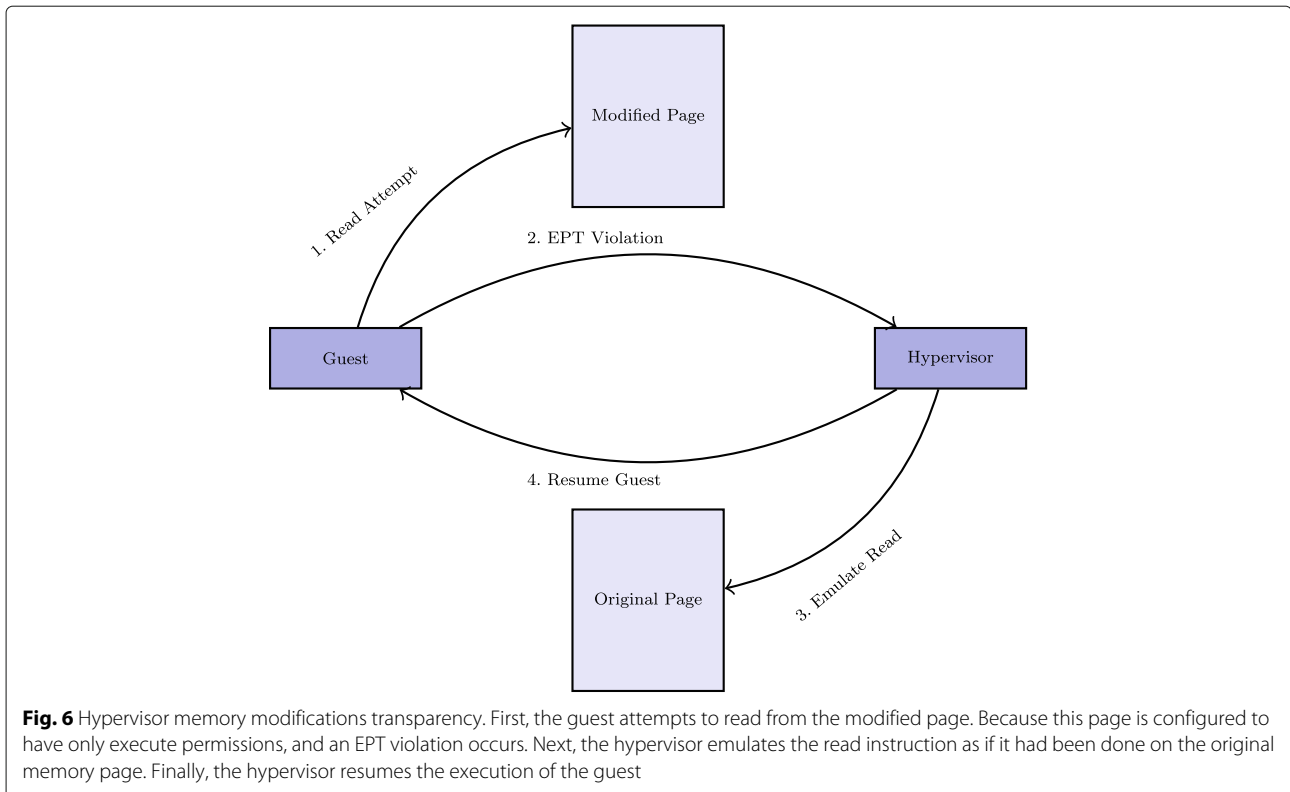 Modified Page
1. Read Attempt
2. EPT Violation
Guest
Hypervisor
4. Resume Guest
3. Emulate Read
Original Page
Fig. 6 Hypervisor memory modifications transparency. First, the guest attempts to read from the modified page. Because this page is configured to
have only execute permissions, and an EPT violation occurs. Next, the hypervisor emulates the read instruction as if it had been done on the original
memory page. Finally, the hypervisor resumes the execution of the guest